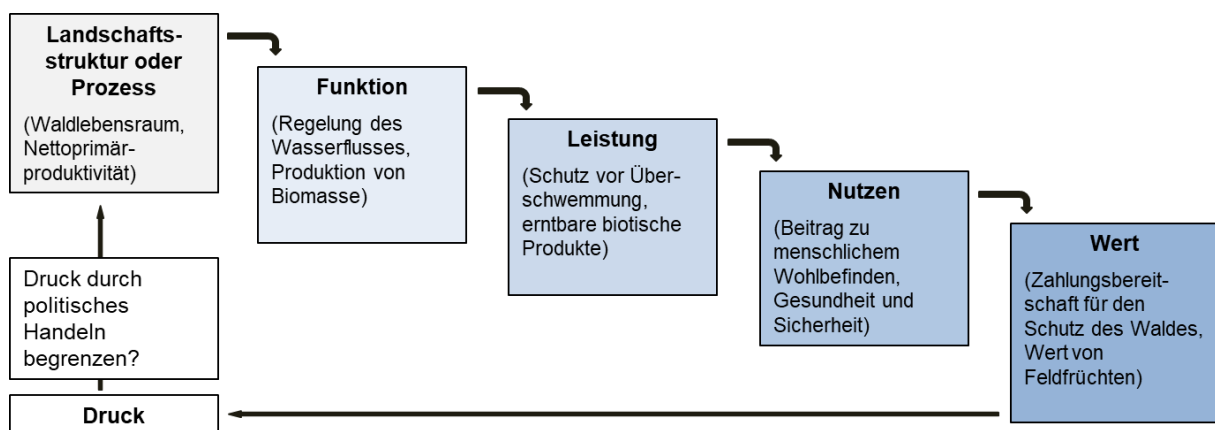 Landschafts-
struktur oder
Prozess
(Waldlebensraum,
Nettoprimär-
produktivität)
Funktion
(Regelung des
Wasserflusses,
Produktion von
Biomasse)
Leistung
(Schutz vor Über-
schwemmung,
erntbare biotische
Produkte)
Nutzen
(Beitrag zu
menschlichem
Wohlbefinden,
Gesundheit und
Sicherheit)
Wert
(Zahlungsbereit-
schaft für den
Schutz des Waldes,
Wert von
Feldfrüchten)
Druck durch
politisches
Handeln
begrenzen?
Druck